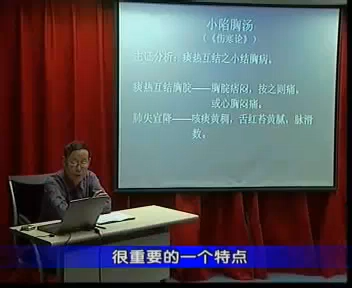 小陷胸汤
（《伤寒论》）
主证分析：痰热互结之小结胸病。
痰热互结胸脘——胸脘痞闷，按之则痛，
或心胸闷痛。
肺失宣降——咳痰黄稠，舌红苔黄腻，脉滑
数。
很重要的一个特点